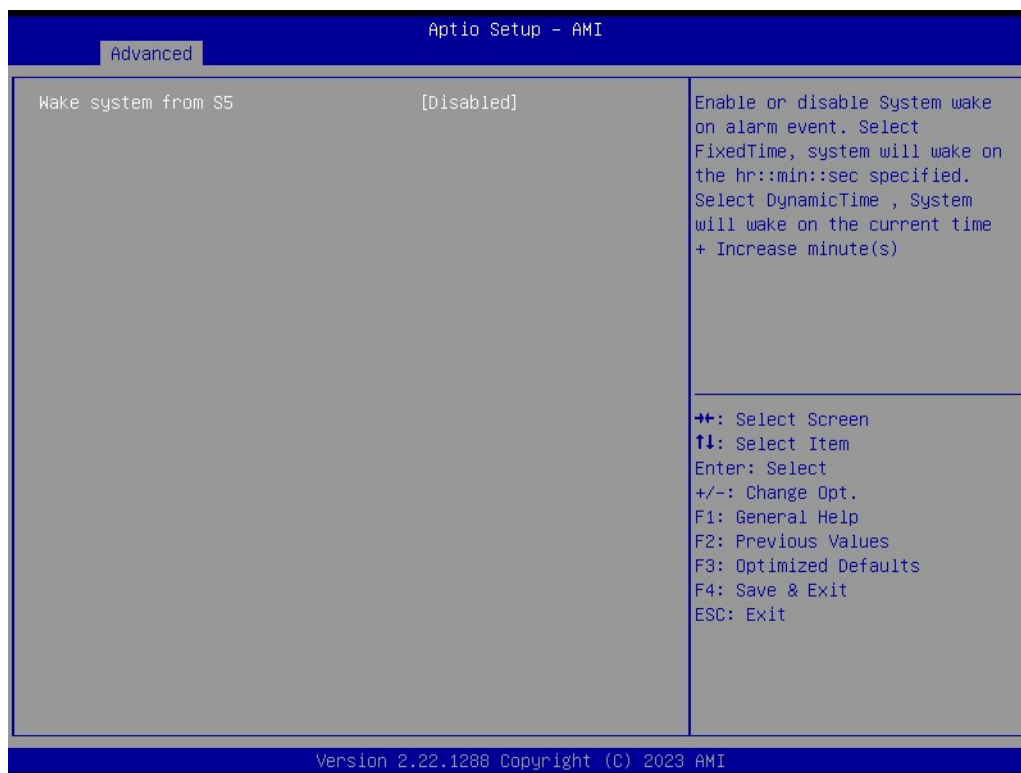 Aptio Setup - AMI
Advanced
Wake system from S5 [Disabled]
Enable or disable System wake
on alarm event. Select
FixedTime, system will wake on
the hr::min::sec specified.
Select DynamicTime , System
will wake on the current time
+ Increase minute(s)
→←: Select Screen
↑↓: Select Item
Enter: Select
+/-: Change Opt.
F1: General Help
F2: Previous Values
F3: Optimized Defaults
F4: Save & Exit
ESC: Exit
Version 2.22.1288 Copyright (C) 2023 AMI